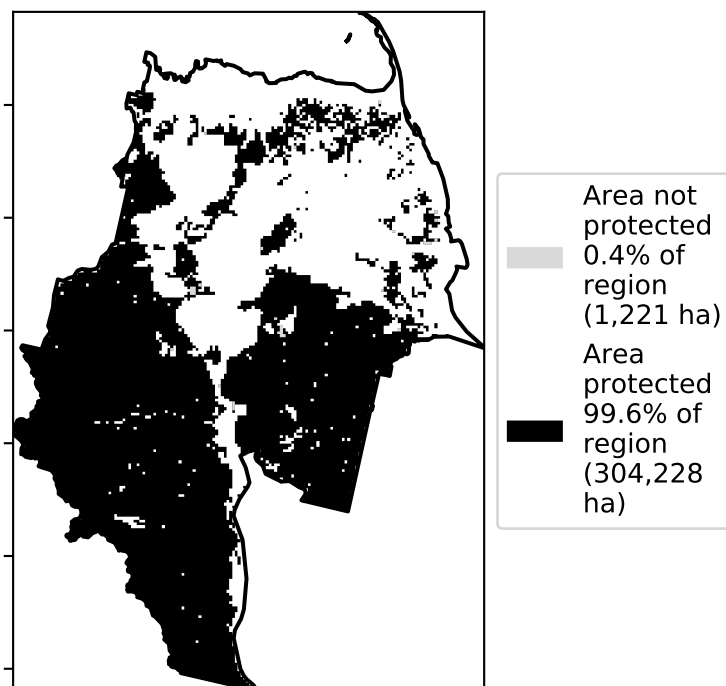 Area not
protected
0.4% of
region
(1,221 ha)
Area
protected
99.6% of
region
(304,228
ha)